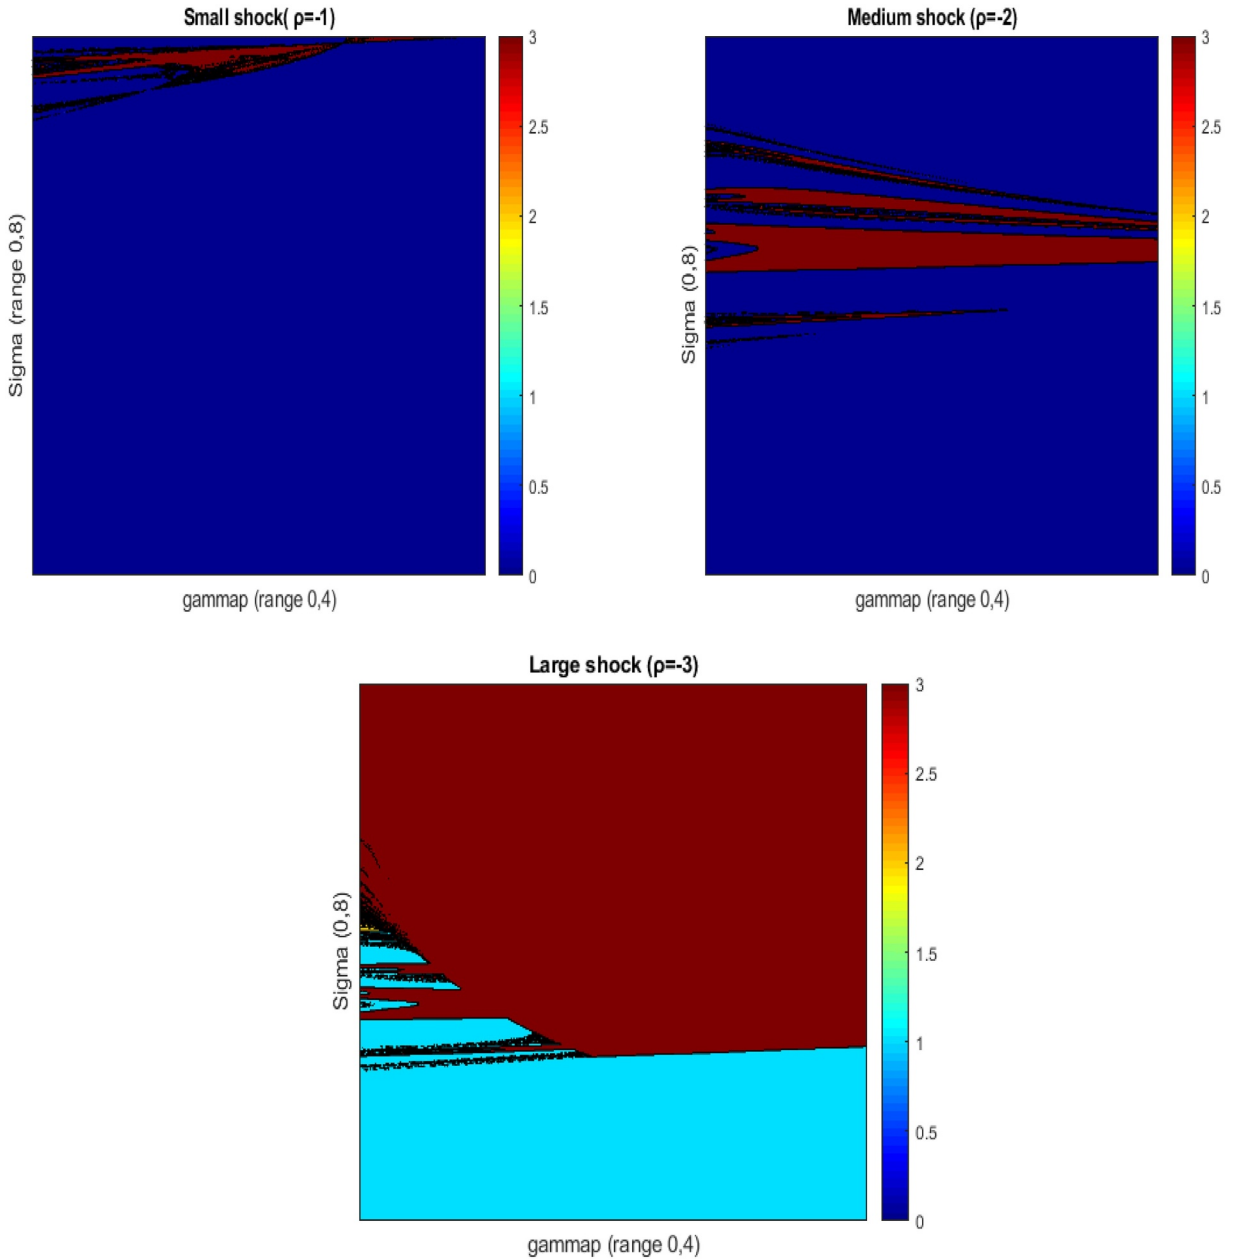 Small shock( ρ=-1)
Sigma (range 0,8)
gammap (range 0,4)
3
2.5
2
1.5
1
0.5
0
Medium shock (ρ=-2)
Sigma (0,8)
gammap (range 0,4)
3
2.5
2
1.5
1
0.5
0
Large shock (ρ=-3)
Sigma (0,8)
gammap (range 0,4)
3
2.5
2
1.5
1
0.5
0